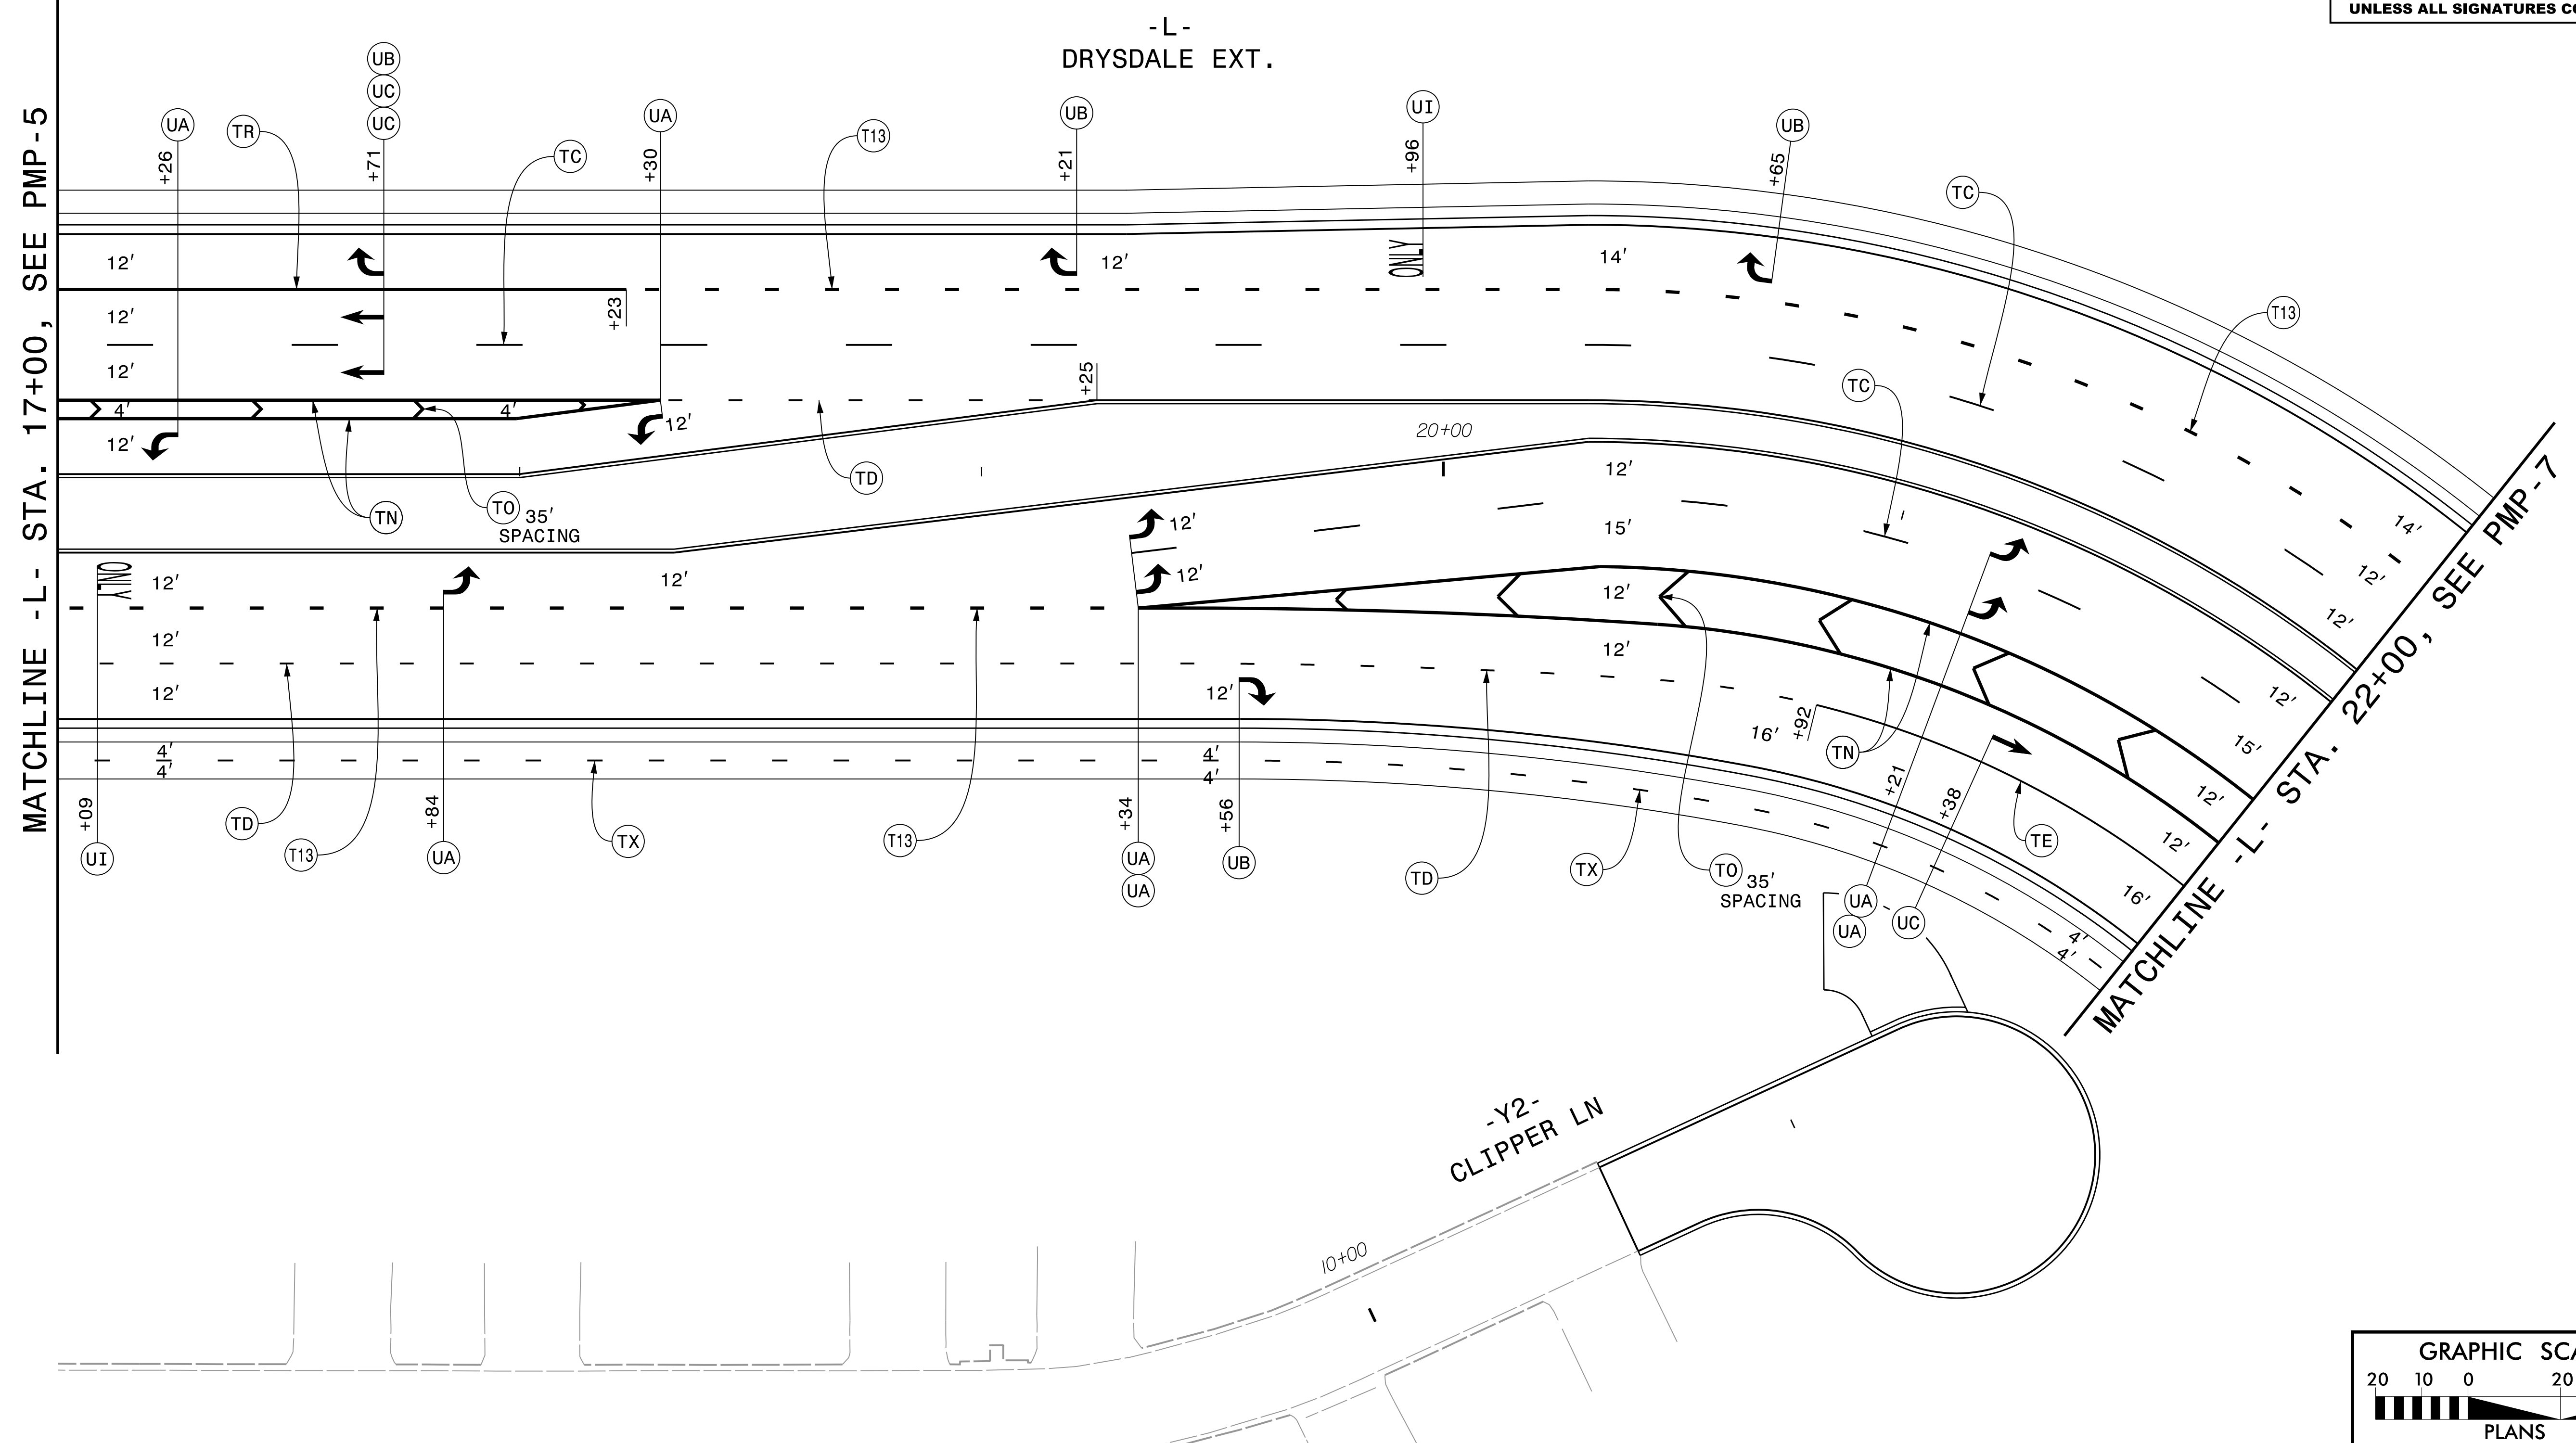 UNLESS ALL SIGNATURES CO
-L-
DRYSDALE EXT.
MATCHLINE -L- STA. 17+00, SEE PMP-5
UA
+26
TR
UB
UC
UC
+71
TC
UA
+30
T13
UB
+21
UI
+96
UB
+65
TC
T13
12'
12'
12'
12'
4'
4'
+23
12'
ONLY
14'
+25
12'
TC
TD
TN
TO 35'
SPACING
20+00
12'
15'
12'
12'
12'
12'
ONLY
12'
12'
12'
12'
12'
12'
12'
16'
+92
TN
4'
4'
4'
4'
+09
UI
TD
T13
+84
UA
TX
T13
+34
UA
UA
+56
UB
TD
TX
TO 35'
SPACING
+21
UA
UA
+38
UC
TE
14'
12'
12'
12'
15'
12'
12'
16'
4'
4'
MATCHLINE -L- STA. 22+00, SEE PMP-7
-Y2-
CLIPPER LN
10+00
GRAPHIC SCA
20 10 0 20
PLANS